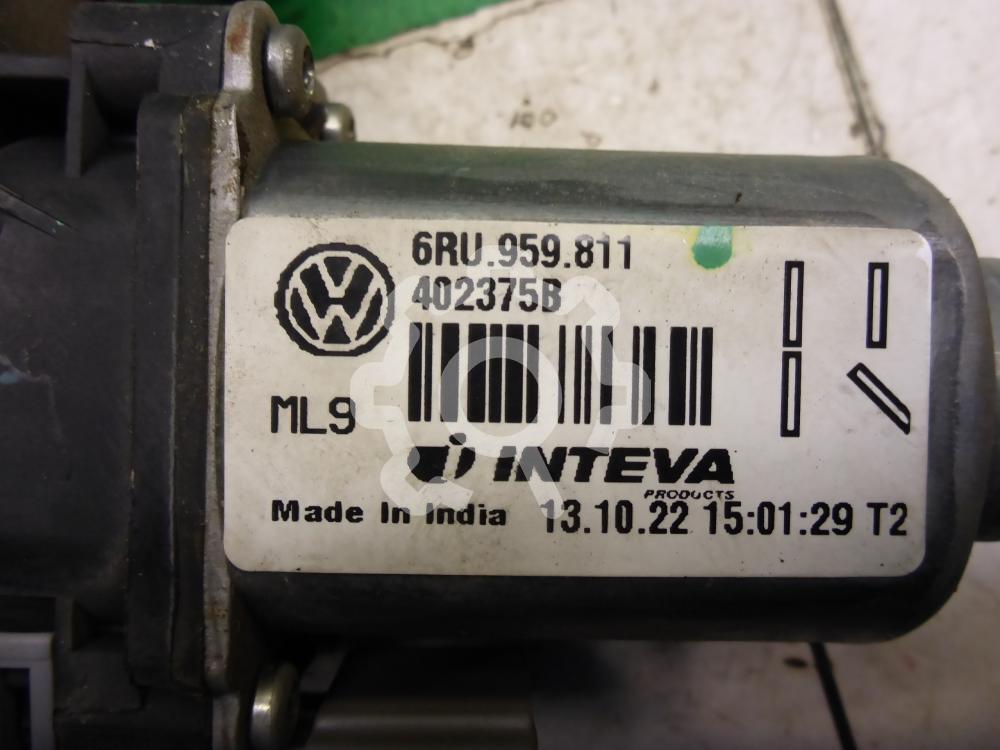 6RU.959.811
402375B
ML9
INTEVA
PRODUCTS
Made In India 13.10.22 15:01:29 T2